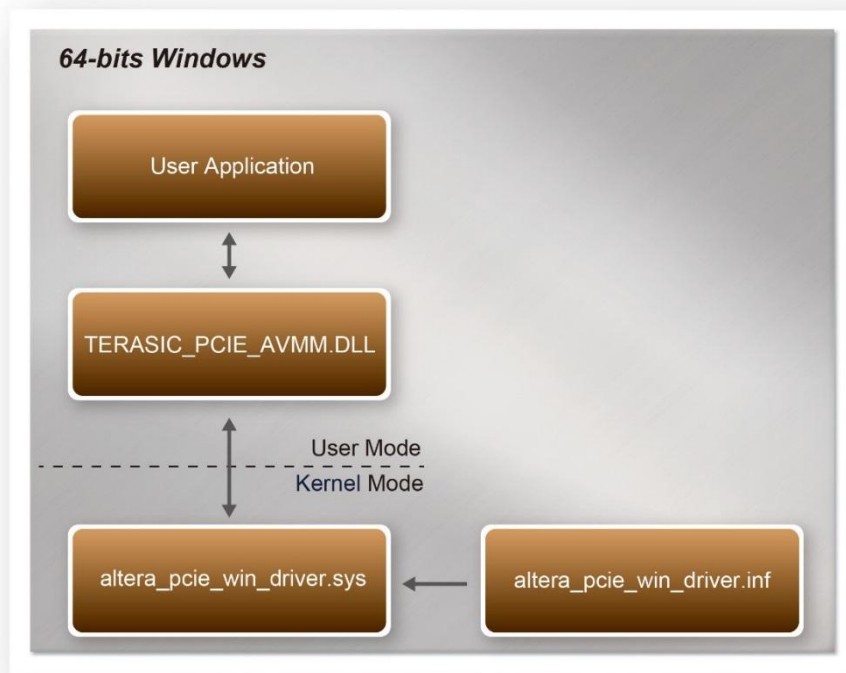 64-bits Windows
User Application
TERASIC_PCIE_AVMM.DLL
User Mode
Kernel Mode
altera_pcie_win_driver.sys
altera_pcie_win_driver.inf